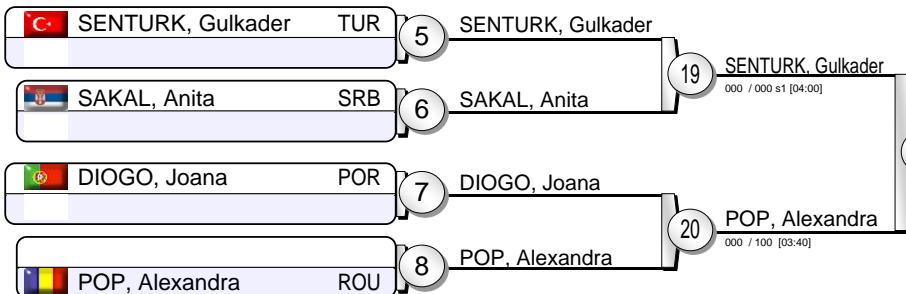 SENTURK, Gulkader TUR
5
SENTURK, Gulkader
19
SENTURK, Gulkader
000 / 000 s1 [04:00]
SAKAL, Anita SRB
6
SAKAL, Anita
DIOGO, Joana POR
7
DIOGO, Joana
20
POP, Alexandra
000 / 100 [03:40]
POP, Alexandra ROU
8
POP, Alexandra